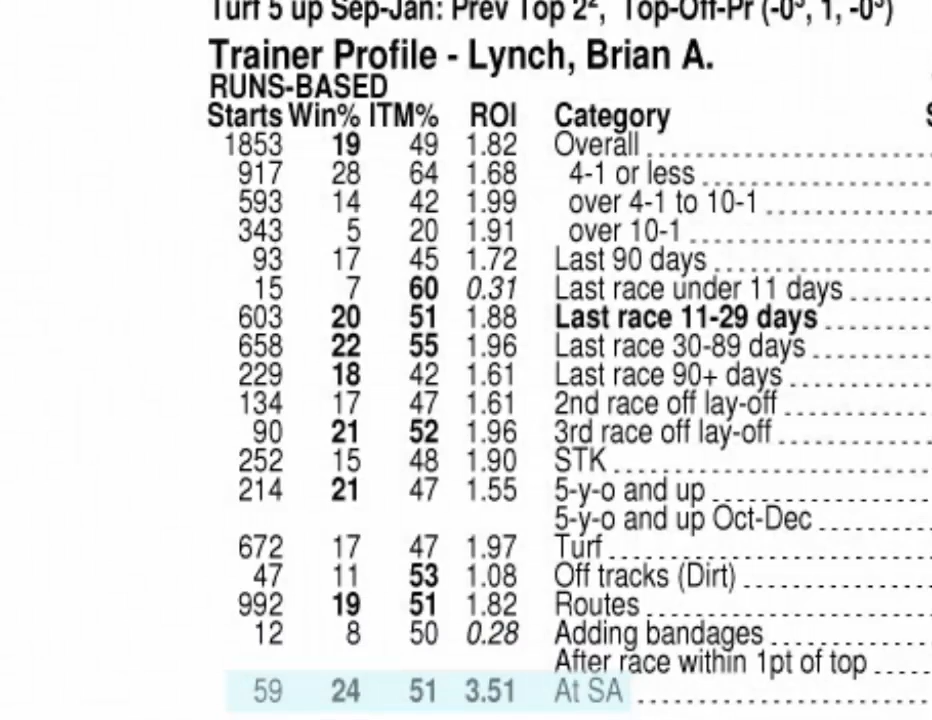 Turf 5 up Sep-Jan: Prev Top 2², Top-Off-Pr (-0³, 1, -0³)
Trainer Profile - Lynch, Brian A.
RUNS-BASED
Starts Win% ITM% ROI Category
1853 19 49 1.82 Overall
917 28 64 1.68 4-1 or less
593 14 42 1.99 over 4-1 to 10-1
343 5 20 1.91 over 10-1
93 17 45 1.72 Last 90 days
15 7 60 0.31 Last race under 11 days
603 20 51 1.88 Last race 11-29 days
658 22 55 1.96 Last race 30-89 days
229 18 42 1.61 Last race 90+ days
134 17 47 1.61 2nd race off lay-off
90 21 52 1.96 3rd race off lay-off
252 15 48 1.90 STK
214 21 47 1.55 5-y-o and up
5-y-o and up Oct-Dec
672 17 47 1.97 Turf
47 11 53 1.08 Off tracks (Dirt)
992 19 51 1.82 Routes
12 8 50 0.28 Adding bandages
After race within 1pt of top
59 24 51 3.51 At SA